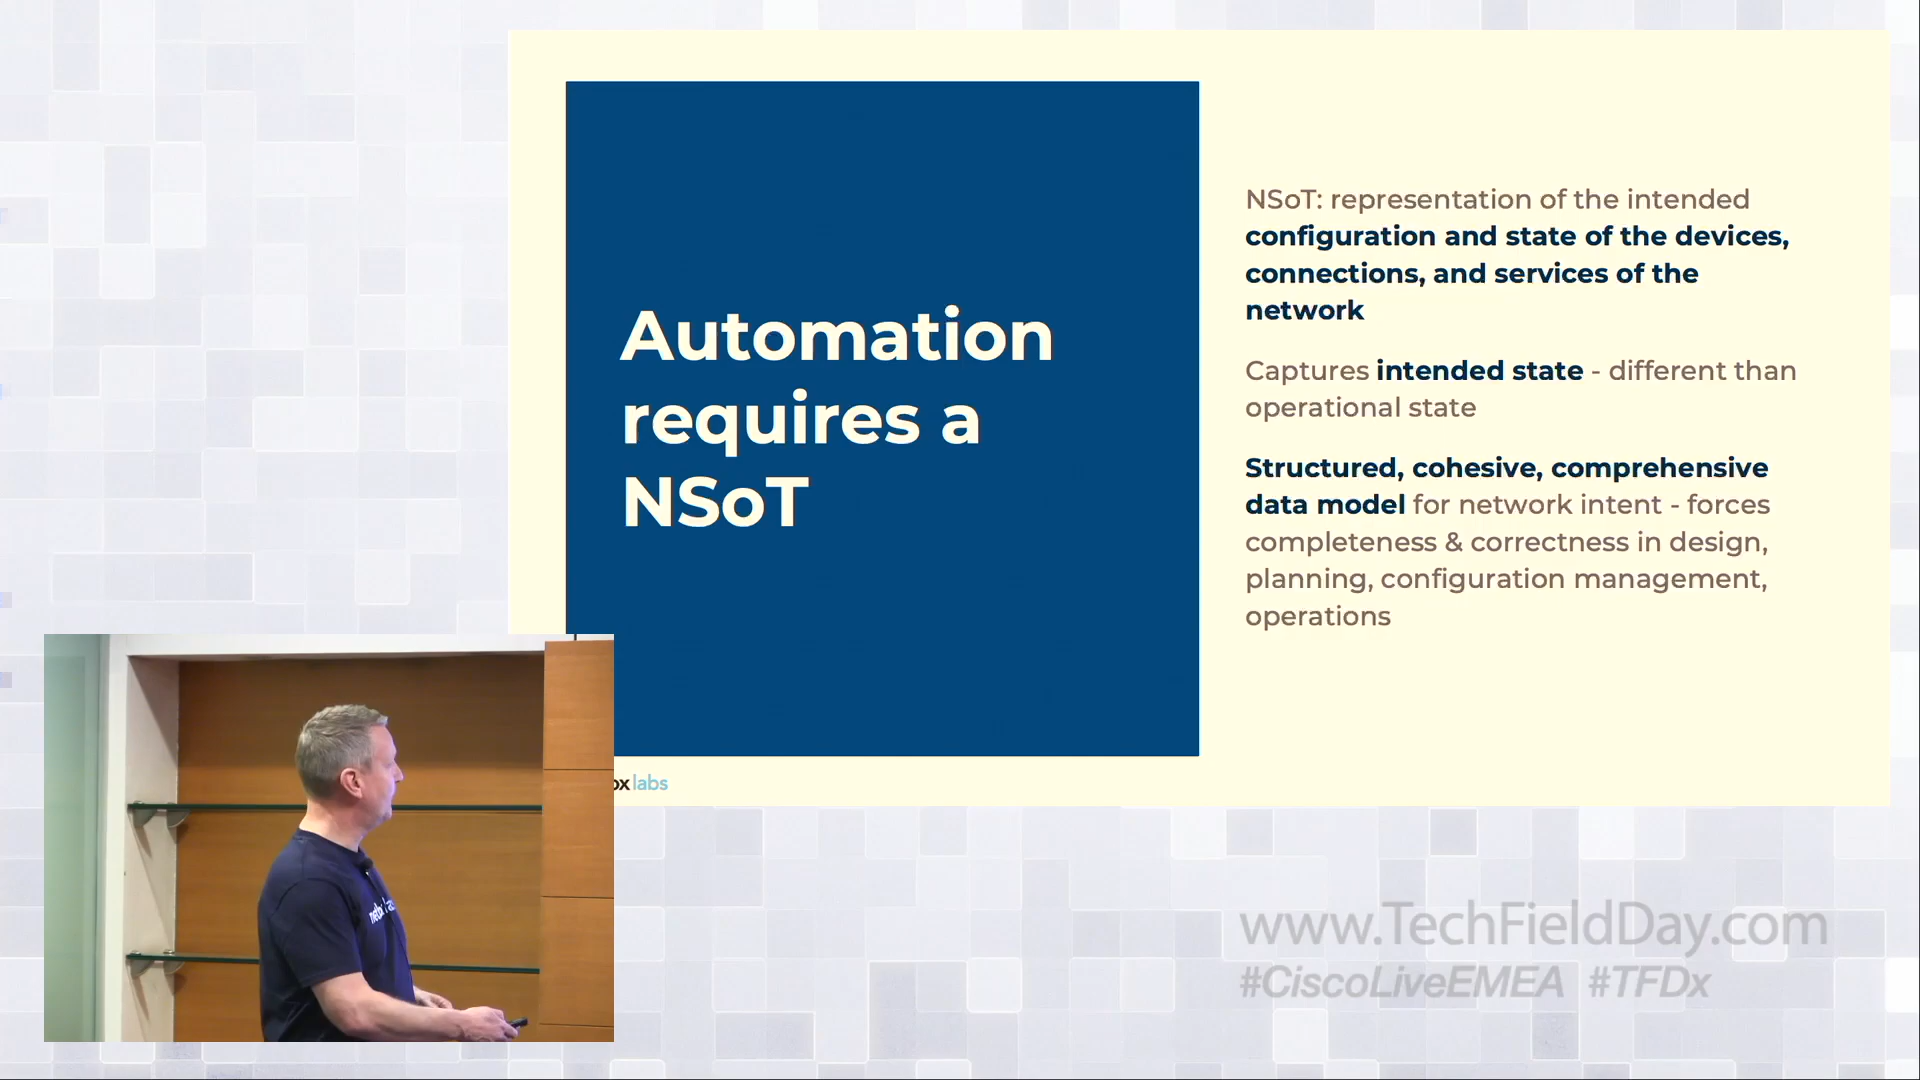 Automation
requires a
NSoT
NSoT: representation of the intended
configuration and state of the devices,
connections, and services of the
network
Captures intended state - different than
operational state
Structured, cohesive, comprehensive
data model for network intent - forces
completeness & correctness in design,
planning, configuration management,
operations
labs
www.TechFieldDay.com
#CiscoLiveEMEA #TFDx